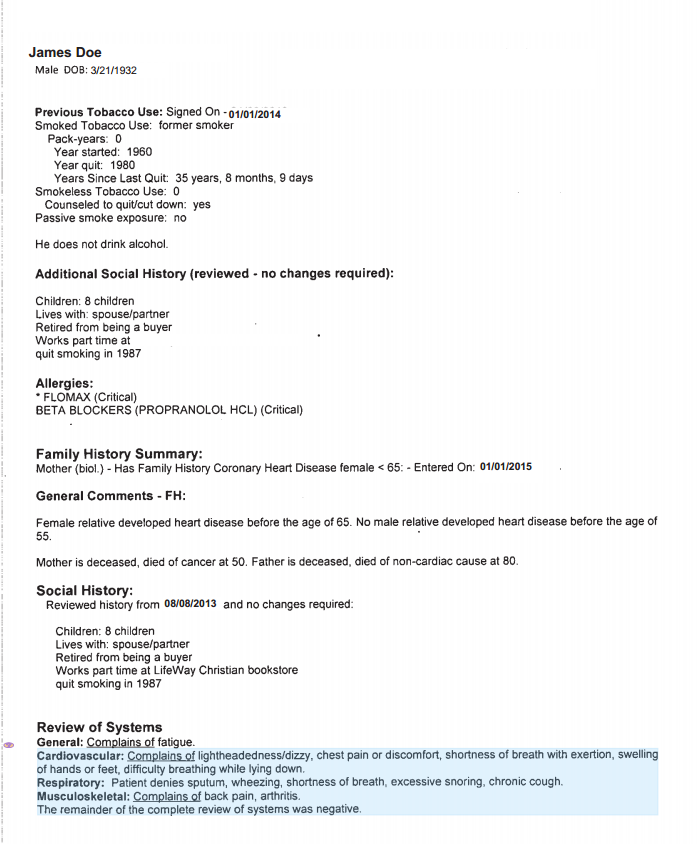 James Doe
Male DOB: 3/21/1932
Previous Tobacco Use: Signed On - 01/01/2014
Smoked Tobacco Use: former smoker
Pack-years: 0
Year started: 1960
Year quit: 1980
Years Since Last Quit: 35 years, 8 months, 9 days
Smokeless Tobacco Use: 0
Counseled to quit/cut down: yes
Passive smoke exposure: no
He does not drink alcohol.
Additional Social History (reviewed - no changes required):
Children: 8 children
Lives with: spouse/partner
Retired from being a buyer
Works part time at
quit smoking in 1987
Allergies:
* FLOMAX (Critical)
BETA BLOCKERS (PROPRANOLOL HCL) (Critical)
Family History Summary:
Mother (biol.) - Has Family History Coronary Heart Disease female < 65: - Entered On: 01/01/2015
General Comments - FH:
Female relative developed heart disease before the age of 65. No male relative developed heart disease before the age of
55.
Mother is deceased, died of cancer at 50. Father is deceased, died of non-cardiac cause at 80.
Social History:
Reviewed history from 08/08/2013 and no changes required:
Children: 8 children
Lives with: spouse/partner
Retired from being a buyer
Works part time at LifeWay Christian bookstore
quit smoking in 1987
Review of Systems
General: Complains of fatigue.
Cardiovascular: Complains of lightheadedness/dizzy, chest pain or discomfort, shortness of breath with exertion, swelling
of hands or feet, difficulty breathing while lying down.
Respiratory: Patient denies sputum, wheezing, shortness of breath, excessive snoring, chronic cough.
Musculoskeletal: Complains of back pain, arthritis.
The remainder of the complete review of systems was negative.